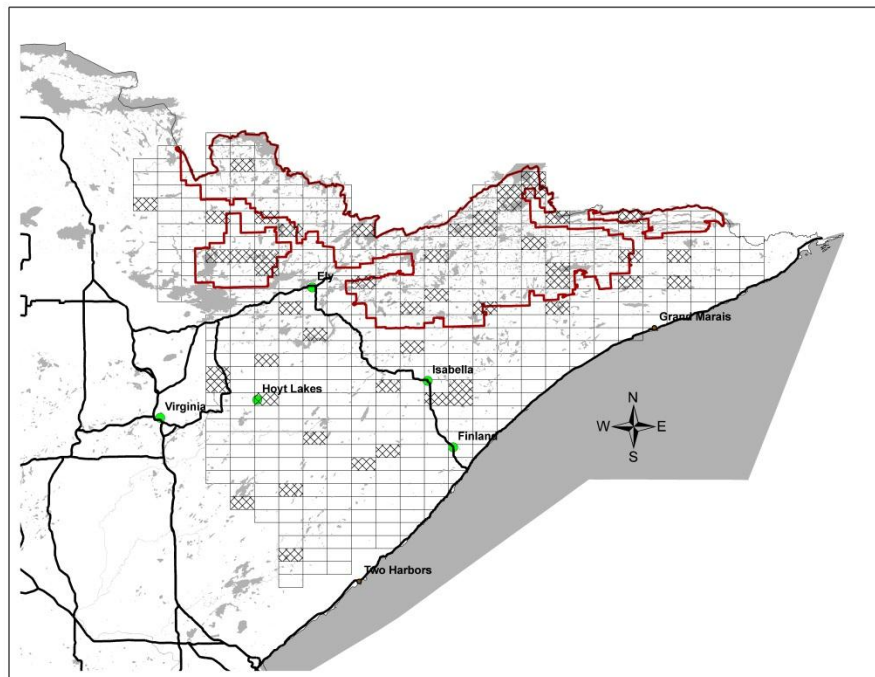 Ely
Grand Marais
Isabella
Hoyt Lakes
Virginia
N
W E
S
Finland
Two Harbors